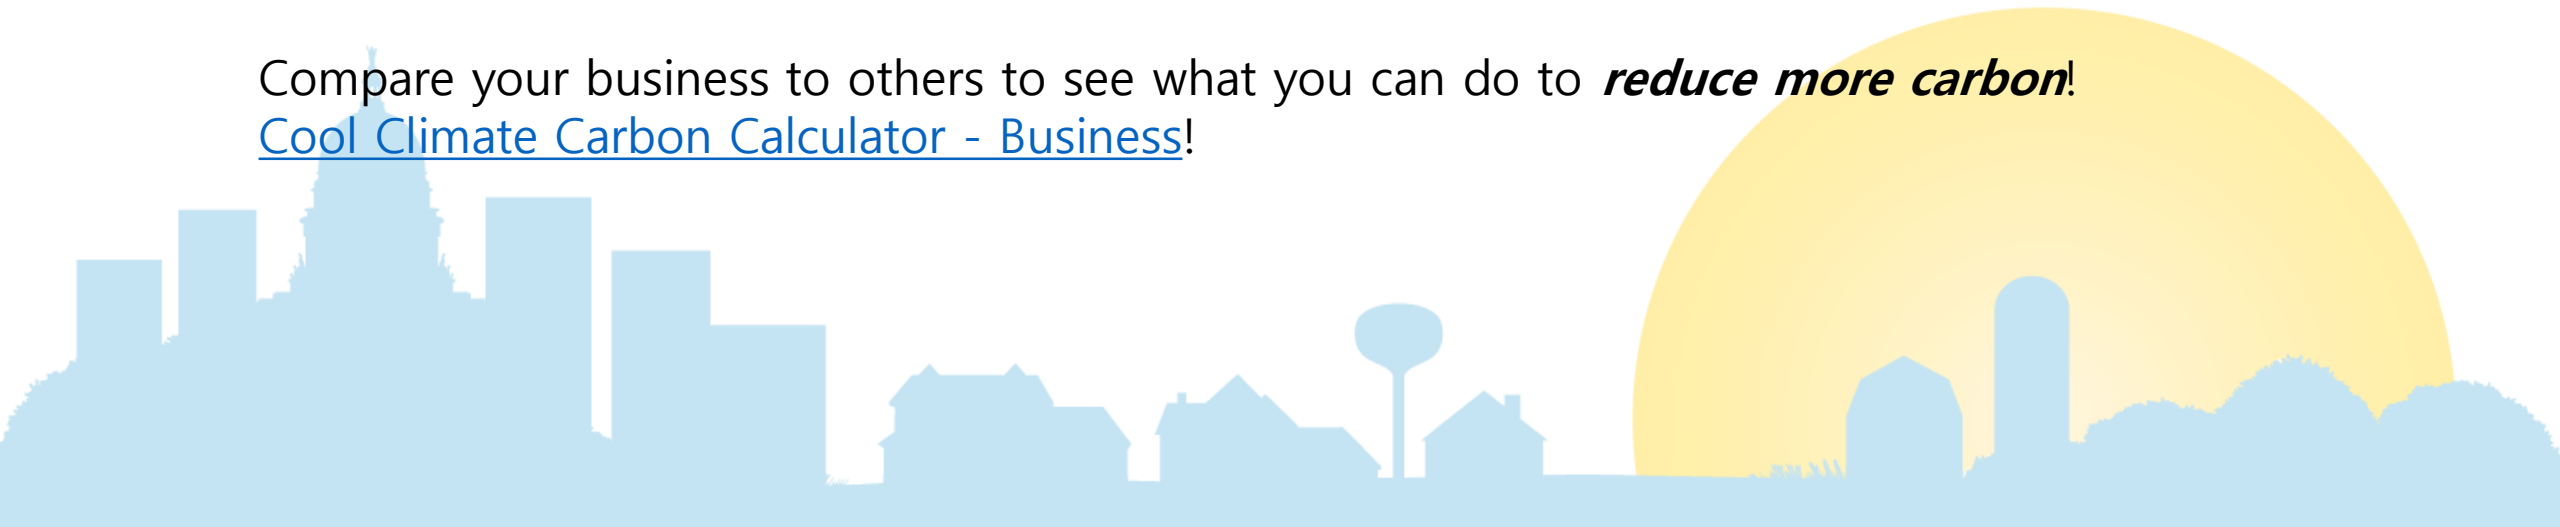 Compare your business to others to see what you can do to reduce more carbon!
Cool Climate Carbon Calculator - Business!